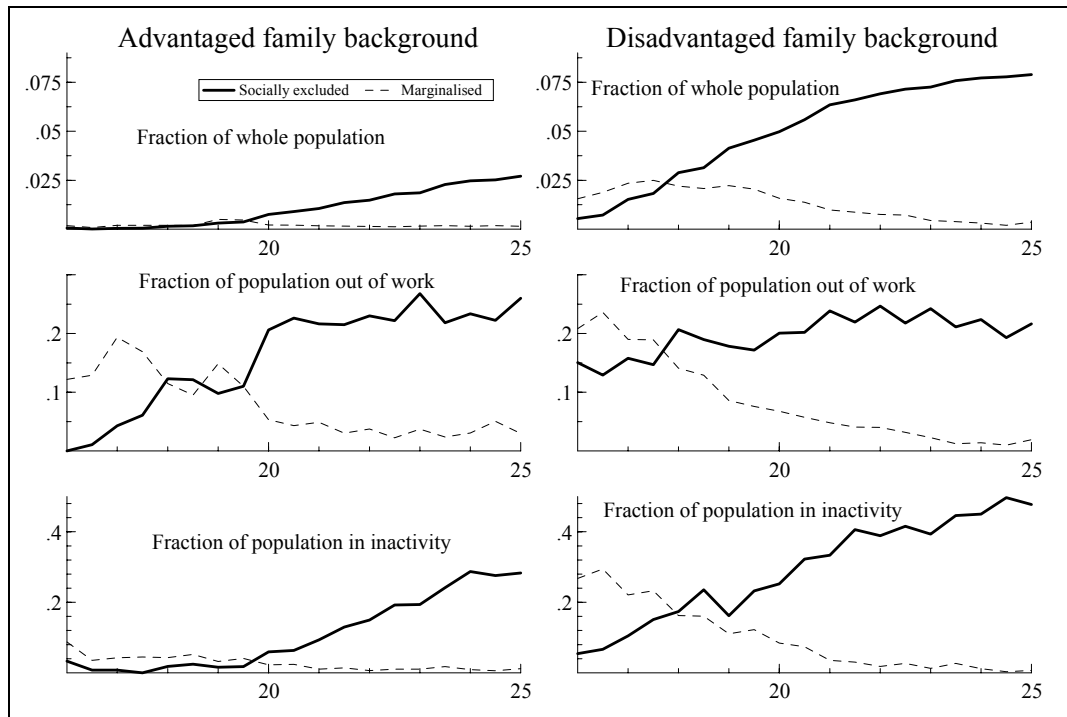 Advantaged family background
Disadvantaged family background
Socially excluded Marginalised
Fraction of whole population
.075
.05
.025
20 25
Fraction of whole population
.075
.05
.025
20 25
Fraction of population out of work
.2
.1
20 25
Fraction of population out of work
.2
.1
20 25
Fraction of population in inactivity
.4
.2
20 25
Fraction of population in inactivity
.4
.2
20 25